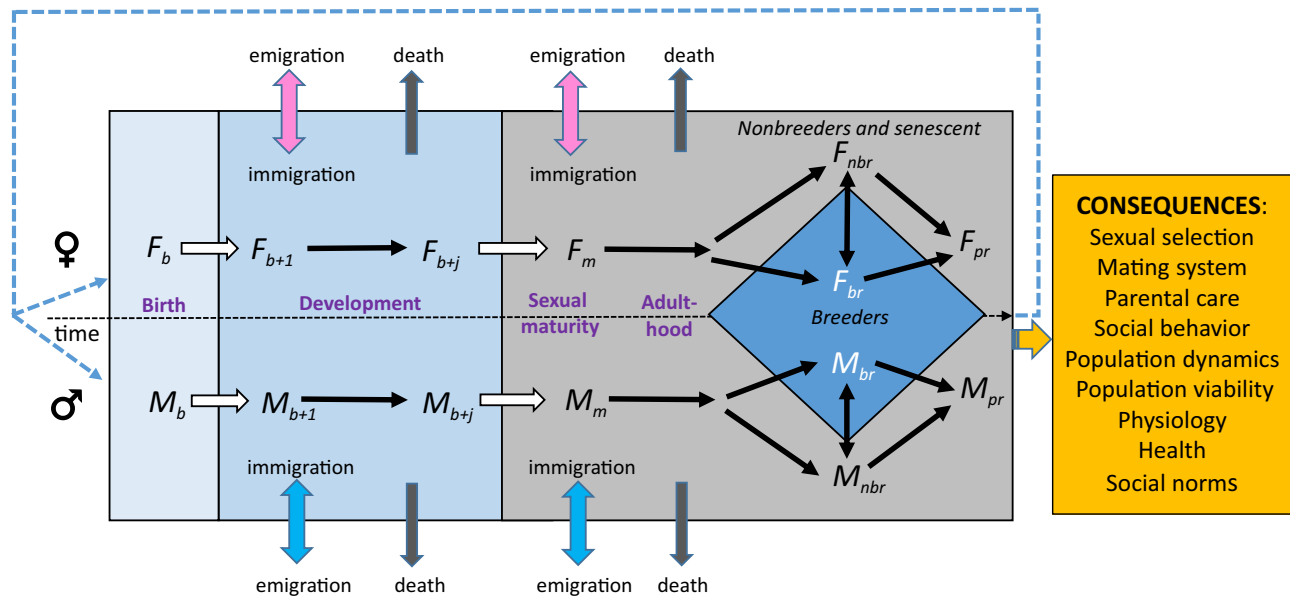 emigration
death
emigration
death
Nonbreeders and senescent
immigration
immigration
F_nbr
♀
F_b
F_b+1
F_b+j
F_m
F_pr
F_br
Birth
Development
Sexual
maturity
Adult-
hood
time
Breeders
♂
M_br
M_b
M_b+1
M_b+j
M_m
M_pr
immigration
immigration
M_nbr
emigration
death
emigration
death
CONSEQUENCES:
Sexual selection
Mating system
Parental care
Social behavior
Population dynamics
Population viability
Physiology
Health
Social norms